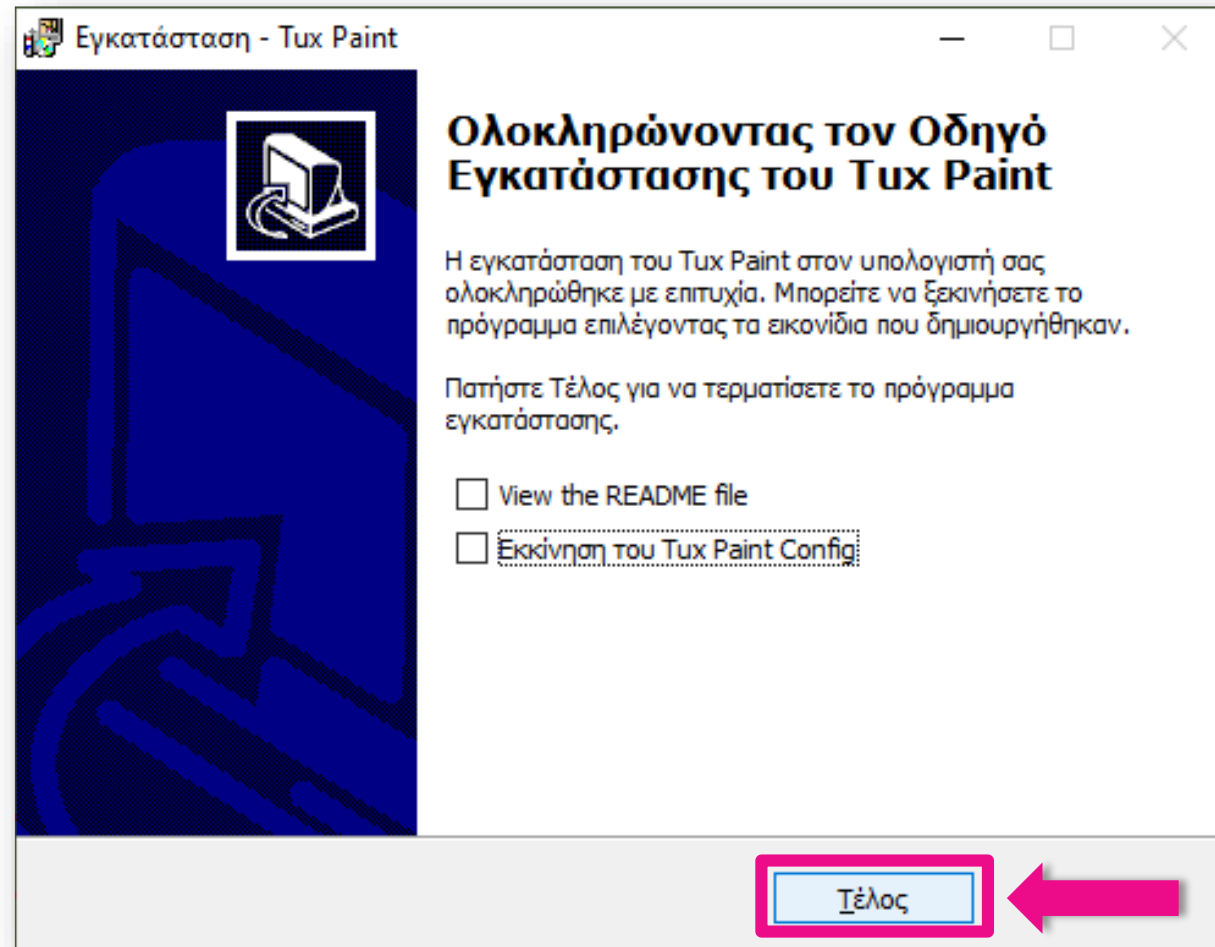 Εγκατάσταση - Tux Paint
Ολοκληρώνοντας τον Οδηγό
Εγκατάστασης του Tux Paint
Η εγκατάσταση του Tux Paint στον υπολογιστή σας
ολοκληρώθηκε με επιτυχία. Μπορείτε να ξεκινήσετε το
πρόγραμμα επιλέγοντας τα εικονίδια που δημιουργήθηκαν.
Πατήστε Τέλος για να τερματίσετε το πρόγραμμα
εγκατάστασης.
View the README file
Εκκίνηση του Tux Paint Config
Τέλος